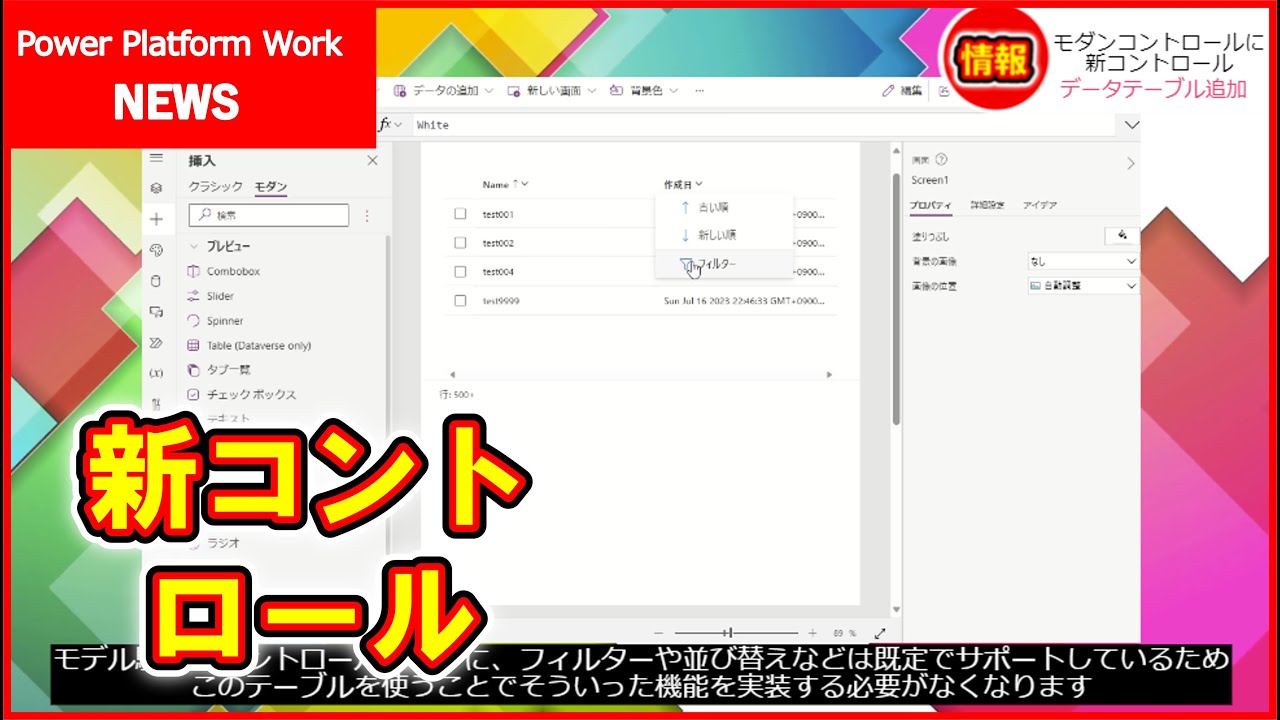 Power Platform Work
NEWS
情報
モダンコントロールに
新コントロール
データテーブル追加
データの追加
新しい画面
背景色
編集
fx
White
挿入
クラシック
モダン
検索
プレビュー
Combobox
Slider
Spinner
Table (Dataverse only)
タブ一覧
チェック ボックス
テキスト
ラジオ
Name
作成日
test001
test002
test004
test9999
古い順
新しい順
フィルター
+0900...
+0900...
+0900...
Sun Jul 16 2023 22:46:33 GMT+0900...
行: 500+
画面
Screen1
プロパティ
詳細設定
アイデア
塗りつぶし
背景の画像
なし
画像の位置
自動調整
89 %
新コント
ロール
モデル
に、フィルターや並び替えなどは既定でサポートしているため
このテーブルを使うことでそういった機能を実装する必要がなくなります